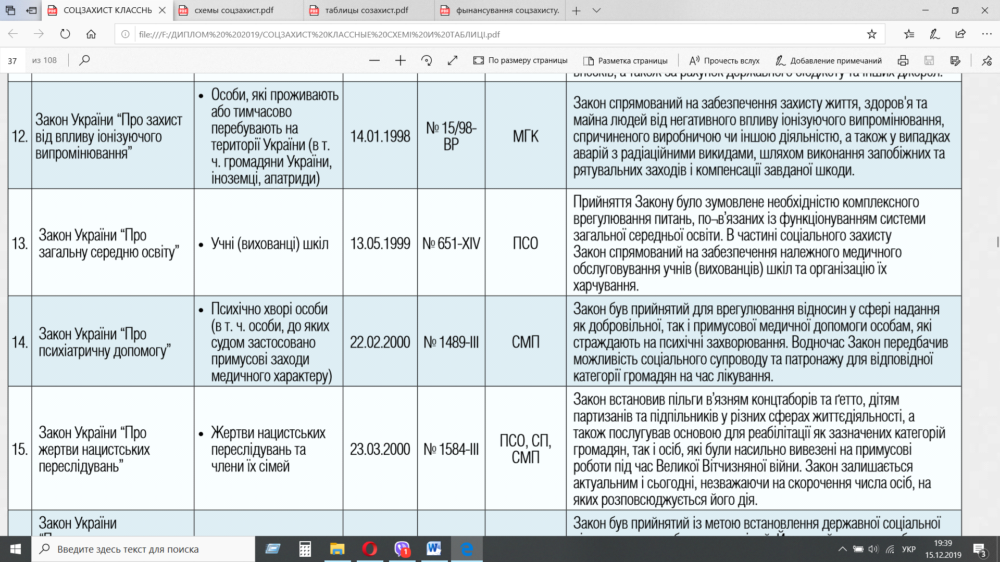 СОЦЗАХИСТ КЛАССНЬ
схемы соцзахист.pdf
таблицы созахист.pdf
фынансування соцзахисту.
file:///F:/ДИПЛОМ%20%202019/СОЦЗАХИСТ%20КЛАССНЫЕ%20СХЕМІ%20И%20ТАБЛИЦІ.pdf
37 из 108
По размеру страницы
Разметка страницы
Прочесть вслух
Добавление примечаний
внесків, а також за рахунок державного бюджету та інших джерел.
12.
Закон України “Про захист
від впливу іонізуючого
випромінювання”
• Особи, які проживають
або тимчасово
перебувають на
території України (в т.
ч. громадяни України,
іноземці, апатриди)
14.01.1998
№ 15/98-
ВР
МГК
Закон спрямований на забезпечення захисту життя, здоров'я та
майна людей від негативного впливу іонізуючого випромінювання,
спричиненого виробничою чи іншою діяльністю, а також у випадках
аварій з радіаційними викидами, шляхом виконання запобіжних та
рятувальних заходів і компенсації завданої шкоди.
13.
Закон України “Про
загальну середню освіту”
• Учні (вихованці) шкіл
13.05.1999
№ 651-XIV
ПСО
Прийняття Закону було зумовлене необхідністю комплексного
врегулювання питань, по¬в’язаних із функціонуванням системи
загальної середньої освіти. В частині соціального захисту
Закон спрямований на забезпечення належного медичного
обслуговування учнів (вихованців) шкіл та організацію їх
харчування.
14.
Закон України “Про
психіатричну допомогу”
• Психічно хворі особи
(в т. ч. особи, до яких
судом застосовано
примусові заходи
медичного характеру)
22.02.2000
№ 1489-III
СМП
Закон був прийнятий для врегулювання відносин у сфері надання
як добровільної, так і примусової медичної допомоги особам, які
страждають на психічні захворювання. Водночас Закон передбачив
можливість соціального супроводу та патронажу для відповідної
категорії громадян на час лікування.
15.
Закон України “Про
жертви нацистських
переслідувань”
• Жертви нацистських
переслідувань та
члени їх сімей
23.03.2000
№ 1584-III
ПСО, СП,
СМП
Закон встановив пільги в’язням концтаборів та ґетто, дітям
партизанів та підпільників у різних сферах життєдіяльності, а
також послугував основою для реабілітації як зазначених категорій
громадян, так і осіб, які були насильно вивезені на примусові
роботи під час Великої Вітчизняної війни. Закон залишається
актуальним і сьогодні, незважаючи на скорочення числа осіб, на
яких розповсюджується його дія.
Закон України
Закон був прийнятий із метою встановлення державної соціальної
Введите здесь текст для поиска
1
УКР
19:39
15.12.2019
3